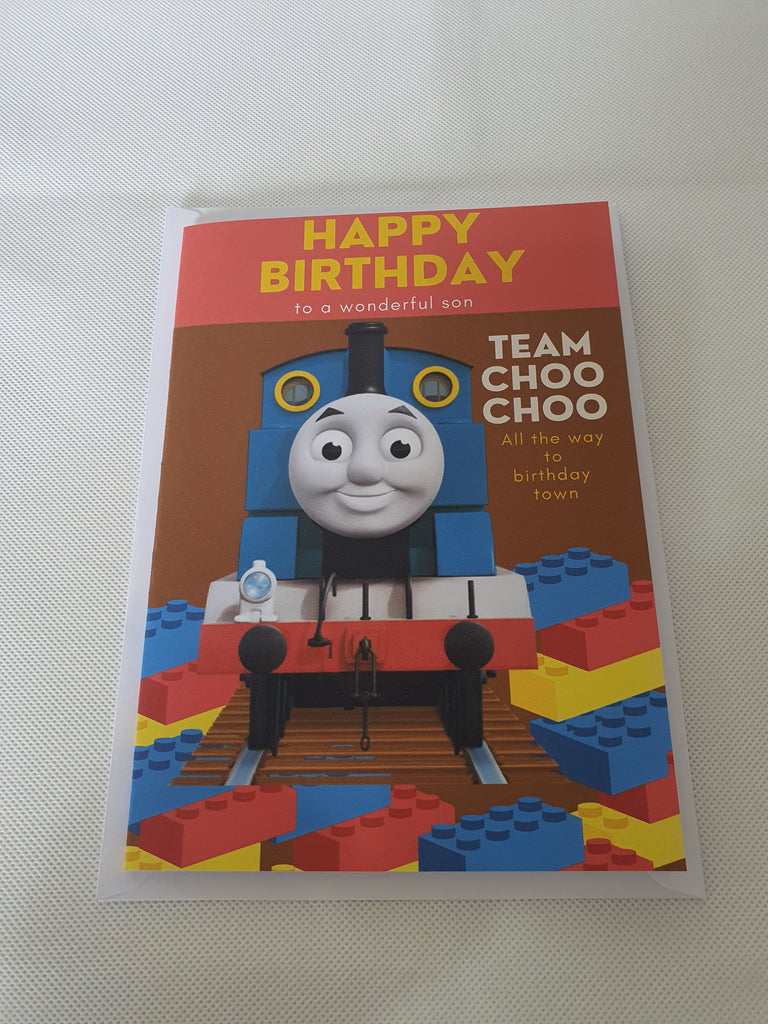 HAPPY
BIRTHDAY
to a wonderful son
TEAM
CHOO
CHOO
All the way
to
birthday
town